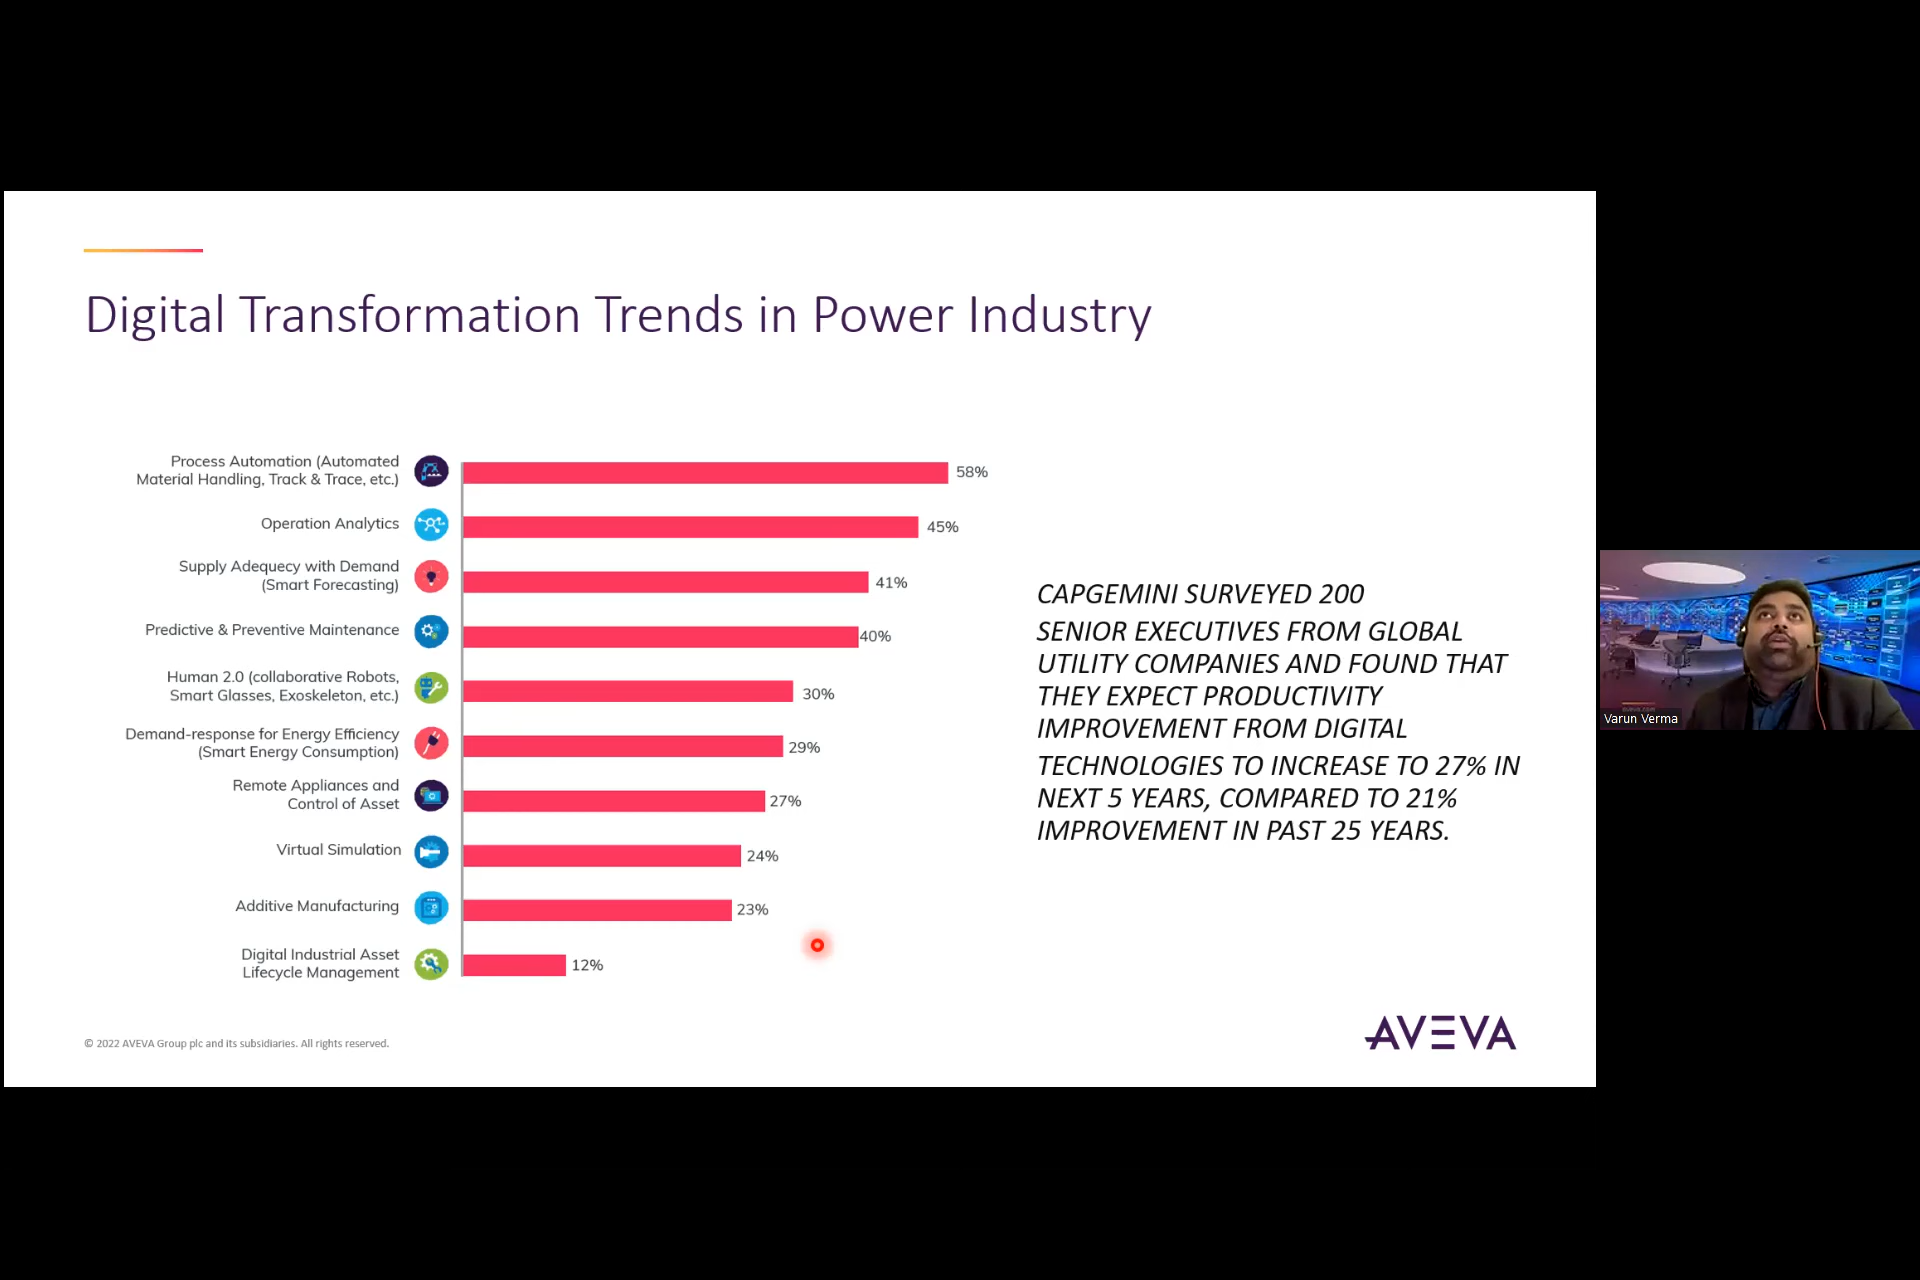 Digital Transformation Trends in Power Industry
Process Automation (Automated
Material Handling, Track & Trace, etc.)
58%
Operation Analytics
45%
Supply Adequecy with Demand
(Smart Forecasting)
41%
Predictive & Preventive Maintenance
40%
Human 2.0 (collaborative Robots,
Smart Glasses, Exoskeleton, etc.)
30%
Demand-response for Energy Efficiency
(Smart Energy Consumption)
29%
Remote Appliances and
Control of Asset
27%
Virtual Simulation
24%
Additive Manufacturing
23%
Digital Industrial Asset
Lifecycle Management
12%
CAPGEMINI SURVEYED 200
SENIOR EXECUTIVES FROM GLOBAL
UTILITY COMPANIES AND FOUND THAT
THEY EXPECT PRODUCTIVITY
IMPROVEMENT FROM DIGITAL
TECHNOLOGIES TO INCREASE TO 27% IN
NEXT 5 YEARS, COMPARED TO 21%
IMPROVEMENT IN PAST 25 YEARS.
© 2022 AVEVA Group plc and its subsidiaries. All rights reserved.
AVEVA
Varun Verma